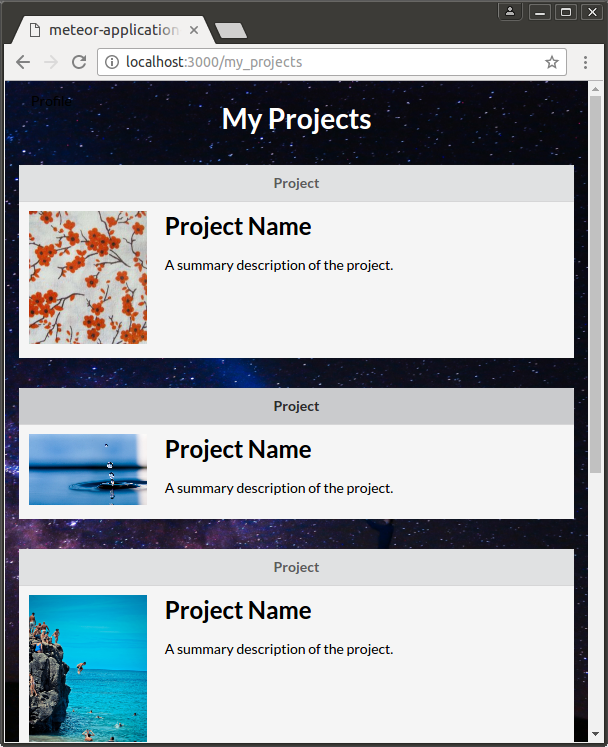 meteor-application
localhost:3000/my_projects
Profile
My Projects
Project
Project Name
A summary description of the project.
Project
Project Name
A summary description of the project.
Project
Project Name
A summary description of the project.